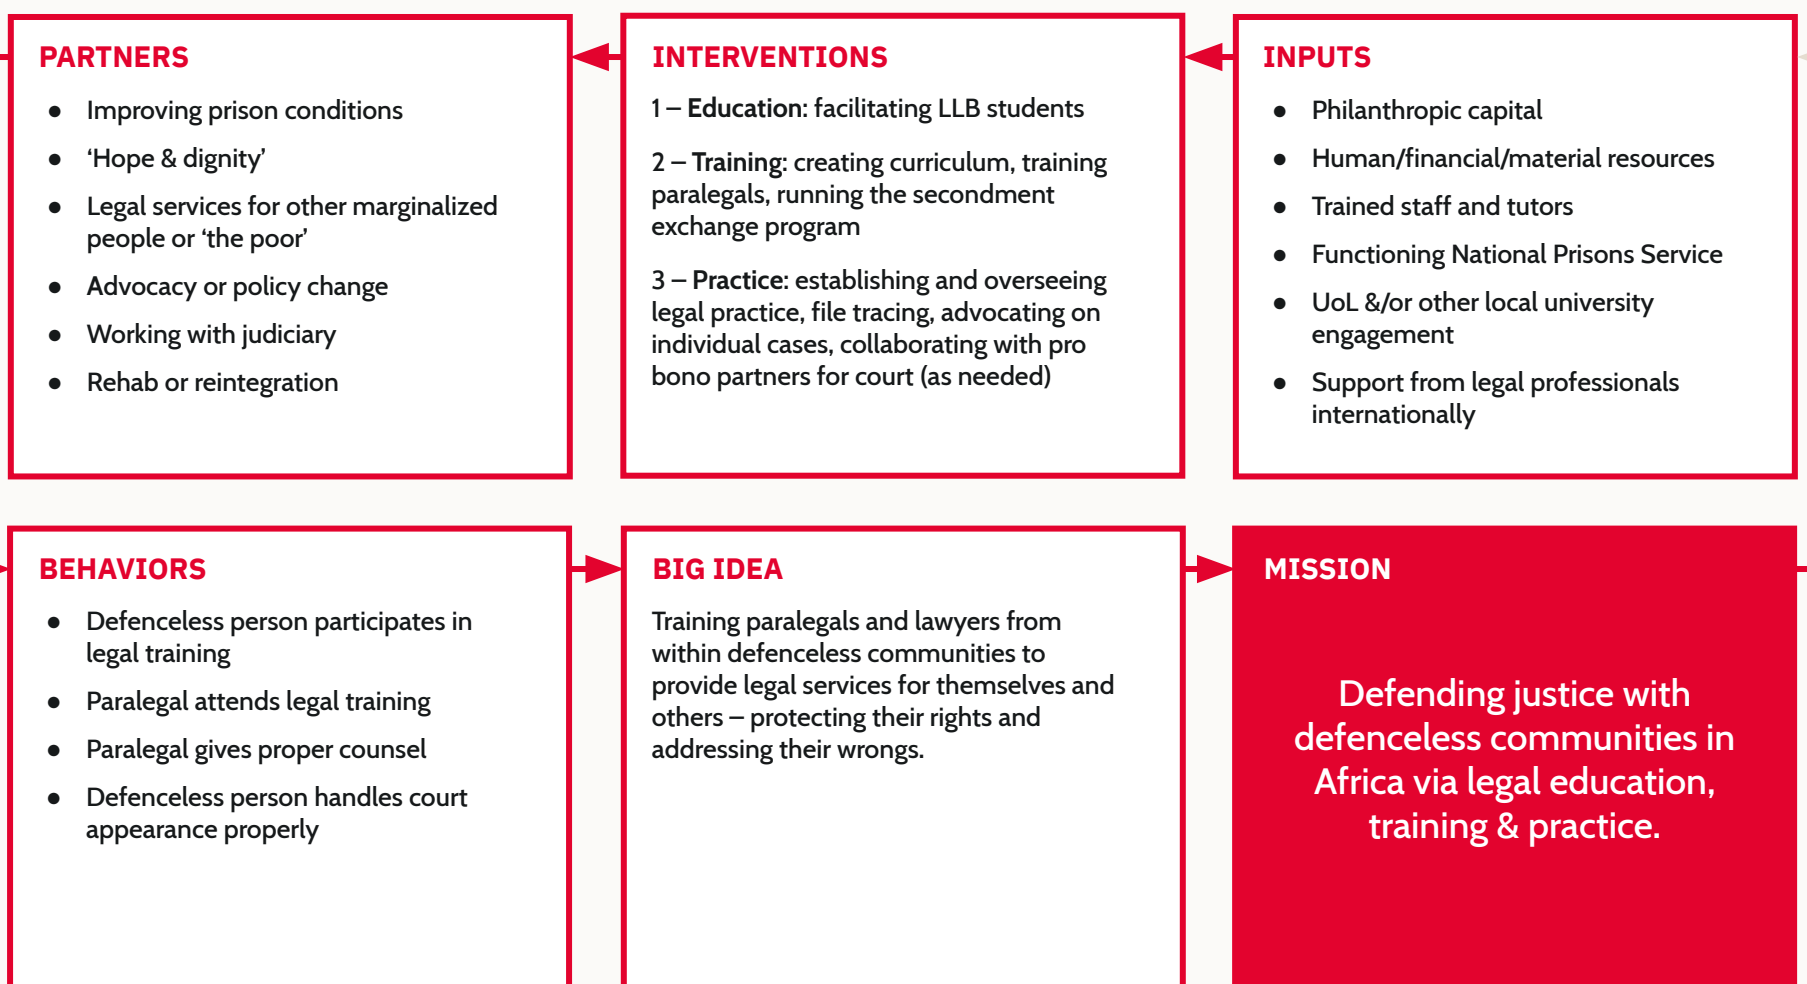 PARTNERS
● Improving prison conditions
● ‘Hope & dignity’
● Legal services for other marginalized
people or ‘the poor’
● Advocacy or policy change
● Working with judiciary
● Rehab or reintegration
INTERVENTIONS
1 – Education: facilitating LLB students
2 – Training: creating curriculum, training
paralegals, running the secondment
exchange program
3 – Practice: establishing and overseeing
legal practice, file tracing, advocating on
individual cases, collaborating with pro
bono partners for court (as needed)
INPUTS
● Philanthropic capital
● Human/financial/material resources
● Trained staff and tutors
● Functioning National Prisons Service
● UoL &/or other local university
engagement
● Support from legal professionals
internationally
BEHAVIORS
● Defenceless person participates in
legal training
● Paralegal attends legal training
● Paralegal gives proper counsel
● Defenceless person handles court
appearance properly
BIG IDEA
Training paralegals and lawyers from
within defenceless communities to
provide legal services for themselves and
others – protecting their rights and
addressing their wrongs.
MISSION
Defending justice with
defenceless communities in
Africa via legal education,
training & practice.